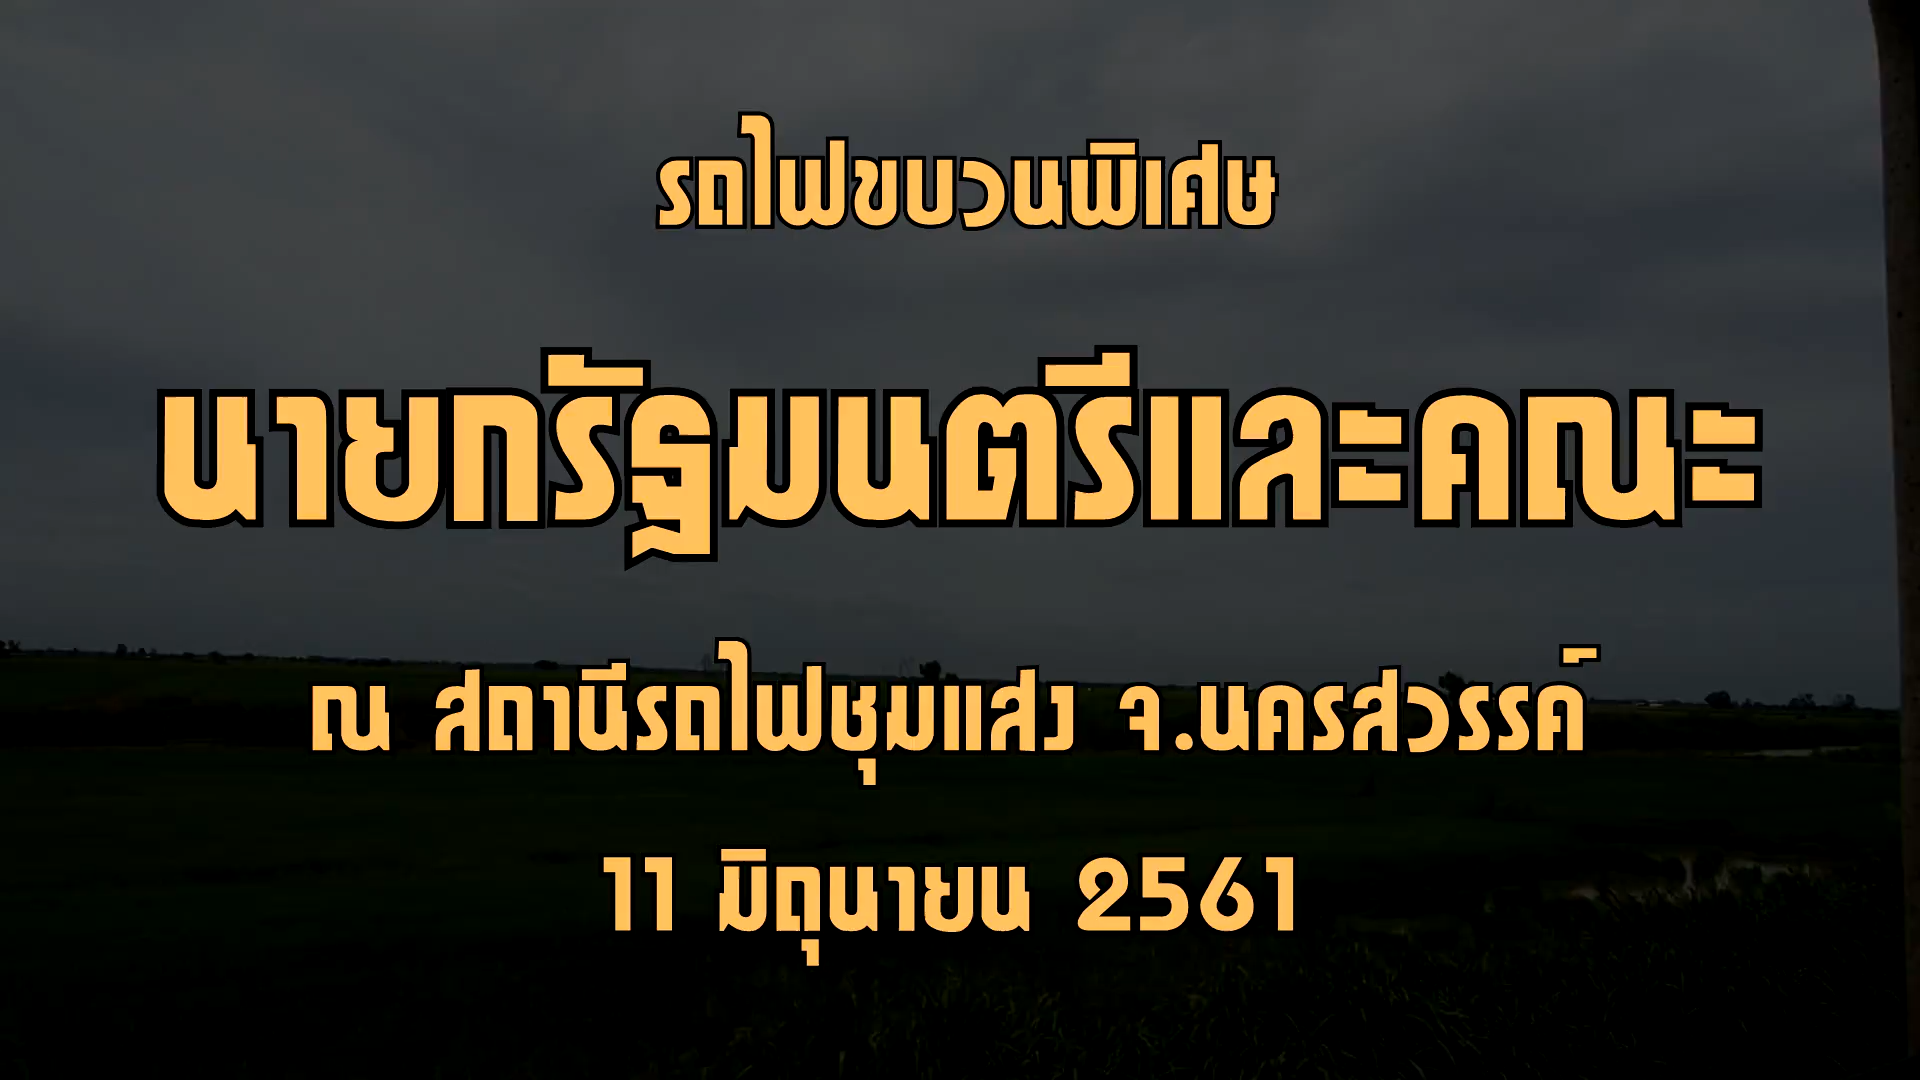 รถไฟขบวนพิเศษ
นายกรัฐมนตรีและคณะ
ณ สถานีรถไฟชุมแสง จ.นครสวรรค์
11 มิถุนายน 2561